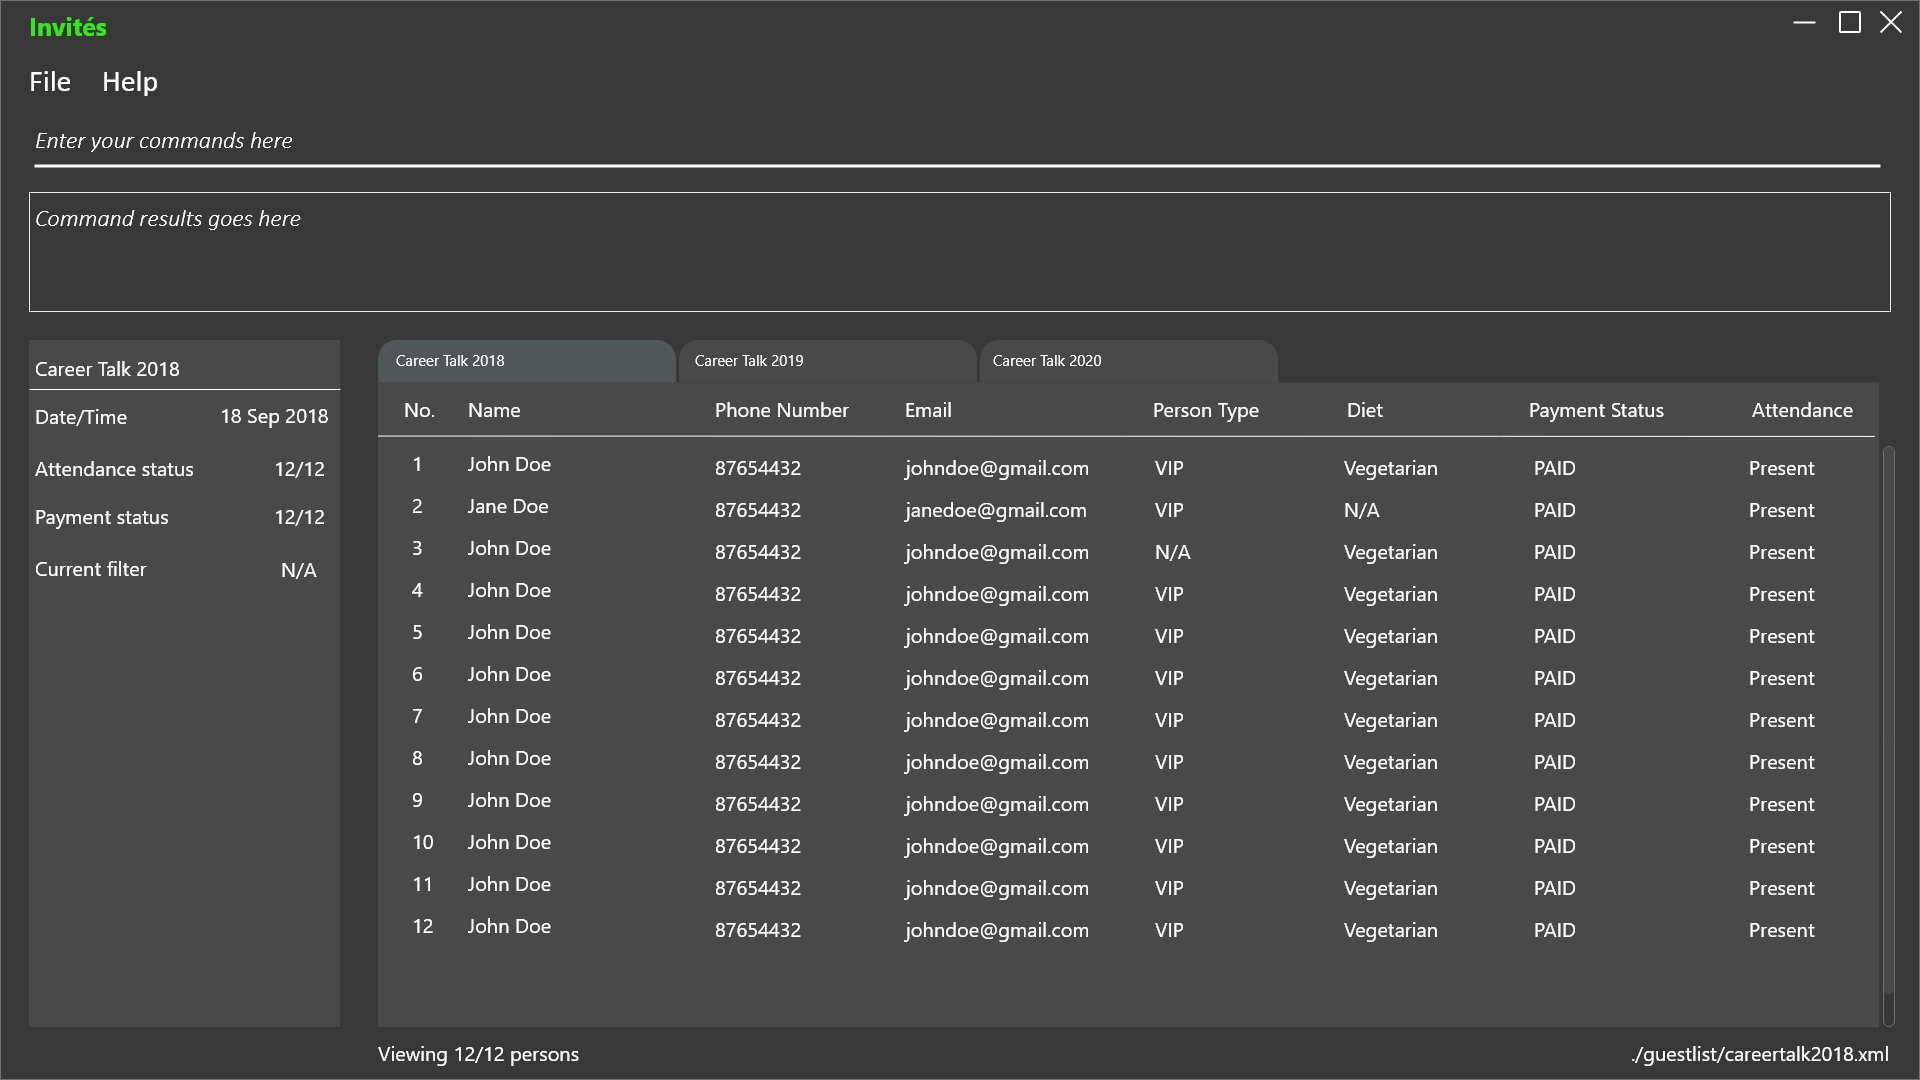 Invités
File Help
Enter your commands here
Command results goes here
Career Talk 2018
Date/Time 18 Sep 2018
Attendance status 12/12
Payment status 12/12
Current filter N/A
Career Talk 2018 Career Talk 2019 Career Talk 2020
No. Name Phone Number Email Person Type Diet Payment Status Attendance
1 John Doe 87654432 johndoe@gmail.com VIP Vegetarian PAID Present
2 Jane Doe 87654432 janedoe@gmail.com VIP N/A PAID Present
3 John Doe 87654432 johndoe@gmail.com N/A Vegetarian PAID Present
4 John Doe 87654432 johndoe@gmail.com VIP Vegetarian PAID Present
5 John Doe 87654432 johndoe@gmail.com VIP Vegetarian PAID Present
6 John Doe 87654432 johndoe@gmail.com VIP Vegetarian PAID Present
7 John Doe 87654432 johndoe@gmail.com VIP Vegetarian PAID Present
8 John Doe 87654432 johndoe@gmail.com VIP Vegetarian PAID Present
9 John Doe 87654432 johndoe@gmail.com VIP Vegetarian PAID Present
10 John Doe 87654432 johndoe@gmail.com VIP Vegetarian PAID Present
11 John Doe 87654432 johndoe@gmail.com VIP Vegetarian PAID Present
12 John Doe 87654432 johndoe@gmail.com VIP Vegetarian PAID Present
Viewing 12/12 persons ./guestlist/careertalk2018.xml